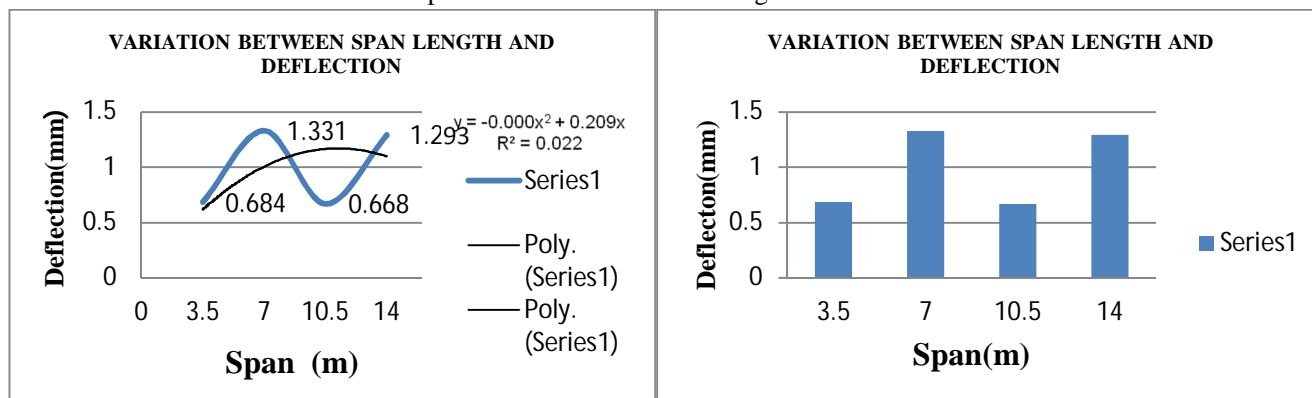 VARIATION BETWEEN SPAN LENGTH AND
DEFLECTION
1.5
1
0.5
0
Deflection(mm)
0 3.5 7 10.5 14
Span (m)
0.684
1.331
0.668
1.293
y = -0.000x² + 0.209x
R² = 0.022
Series1
Poly.
(Series1)
Poly.
(Series1)
VARIATION BETWEEN SPAN LENGTH AND
DEFLECTION
1.5
1
0.5
0
Deflecton(mm)
3.5 7 10.5 14
Span(m)
Series1